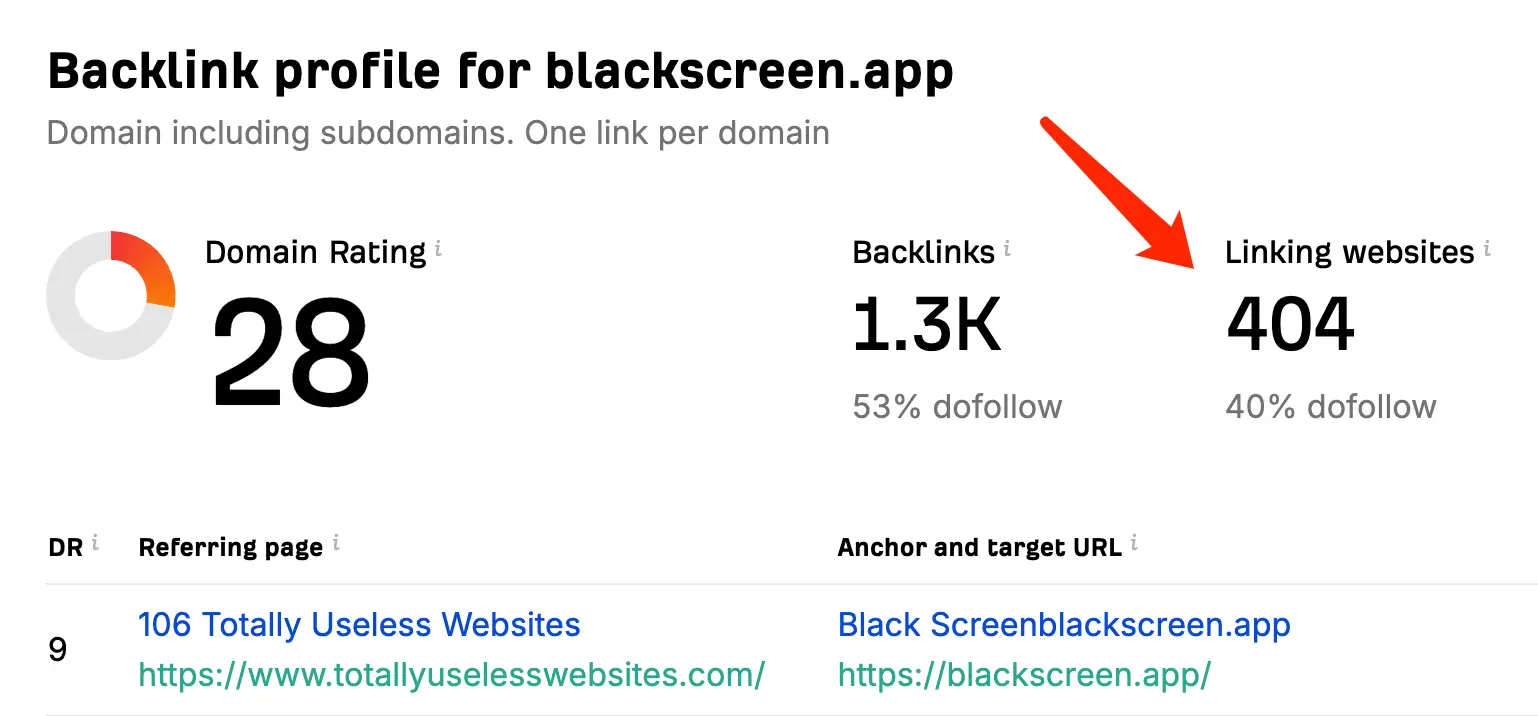 Backlink profile for blackscreen.app
Domain including subdomains. One link per domain
Domain Rating i
28
Backlinks i
1.3K
53% dofollow
Linking websites i
404
40% dofollow
DR i Referring page i Anchor and target URL i
9
106 Totally Useless Websites
https://www.totallyuselesswebsites.com/
Black Screenblackscreen.app
https://blackscreen.app/